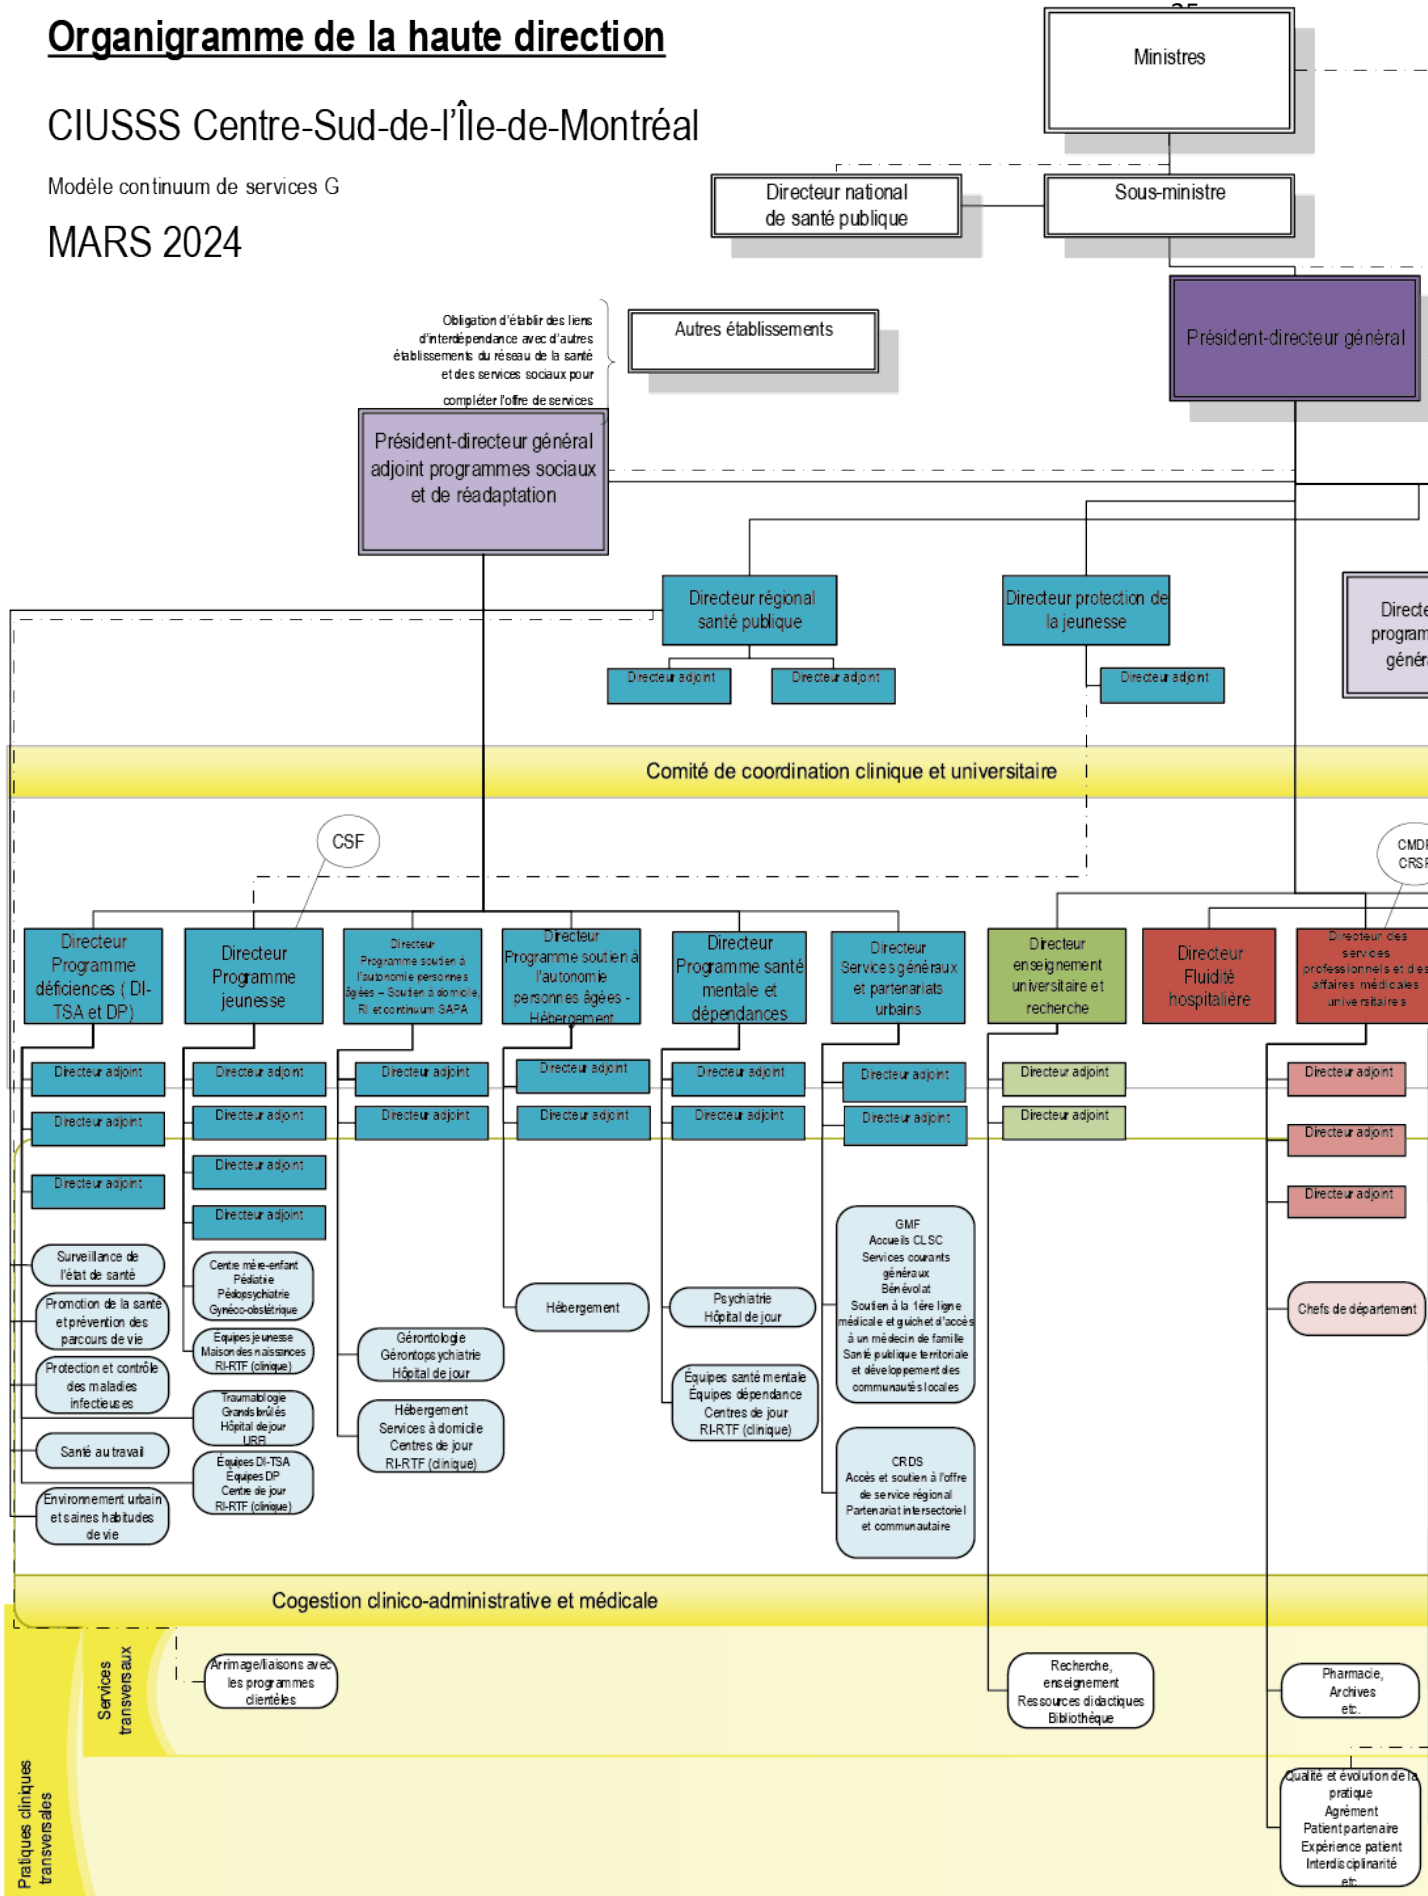 Organigramme de la haute direction
CIUSSS Centre-Sud-de-l'Île-de-Montréal
Modèle continuum de services G
MARS 2024
Ministres
Directeur national
de santé publique
Sous-ministre
Président-directeur général
Autres établissements
Obligation d'établir des liens
d'interdépendance avec d'autres
établissements du réseau de la santé
et des services sociaux pour
compléter l'offre de services
Président-directeur général
adjoint programmes sociaux
et de réadaptation
Directeur régional
santé publique
Directeur adjoint
Directeur adjoint
Directeur protection de
la jeunesse
Directeur adjoint
Directe
program
génér
Comité de coordination clinique et universitaire
CSF
CMDP
CRSP
Directeur
Programme
déficiences ( DI-
TSA et DP)
Directeur adjoint
Directeur adjoint
Directeur adjoint
Directeur
Programme
jeunesse
Directeur adjoint
Directeur adjoint
Directeur adjoint
Directeur adjoint
Directeur
Programme soutien à
l'autonomie personnes
âgées – Soutien à domicile,
RI et continuum SAPA
Directeur adjoint
Directeur adjoint
Directeur
Programme soutien à
l'autonomie
personnes âgées -
Hébergement
Directeur adjoint
Directeur adjoint
Directeur
Programme santé
mentale et
dépendances
Directeur adjoint
Directeur adjoint
Directeur
Services généraux
et partenariats
urbains
Directeur adjoint
Directeur adjoint
Directeur
enseignement
universitaire et
recherche
Directeur adjoint
Directeur adjoint
Directeur
Fluidité
hospitalière
Directeur des
services
professionnels et des
affaires médicales
universitaires
Directeur adjoint
Directeur adjoint
Directeur adjoint
Surveillance de
l'état de santé
Promotion de la santé
et prévention des
parcours de vie
Protection et contrôle
des maladies
infectieuses
Santé au travail
Environnement urbain
et saines habitudes
de vie
Centre mère-enfant
Pédiatrie
Pédopsychiatrie
Gynéco-obstétrique
Équipes jeunesse
Maison des naissances
RI-RTF (clinique)
Traumatologie
Grands brûlés
Hôpital de jour
URFI
Équipes DI-TSA
Équipes DP
Centre de jour
RI-RTF (clinique)
Gérontologie
Gérontopsychiatrie
Hôpital de jour
Hébergement
Services à domicile
Centres de jour
RI-RTF (clinique)
Hébergement
Psychiatrie
Hôpital de jour
Équipes santé mentale
Équipes dépendance
Centres de jour
RI-RTF (clinique)
GMF
Accueils CLSC
Services courants
généraux
Bénévolat
Soutien à la 1ère ligne
médicale et guichet d'accès
à un médecin de famille
Santé publique territoriale
et développement des
communautés locales
CRDS
Accès et soutien à l'offre
de service régional
Partenariat intersectoriel
et communautaire
Chefs de département
Cogestion clinico-administrative et médicale
Services
transversaux
Arrimage/liaisons avec
les programmes
clientèles
Recherche,
enseignement
Ressources didactiques
Bibliothèque
Pharmacie,
Archives
etc.
Pratiques cliniques
transversales
Qualité et évolution de la
pratique
Agrément
Patient partenaire
Expérience patient
Interdisciplinarité
etc.